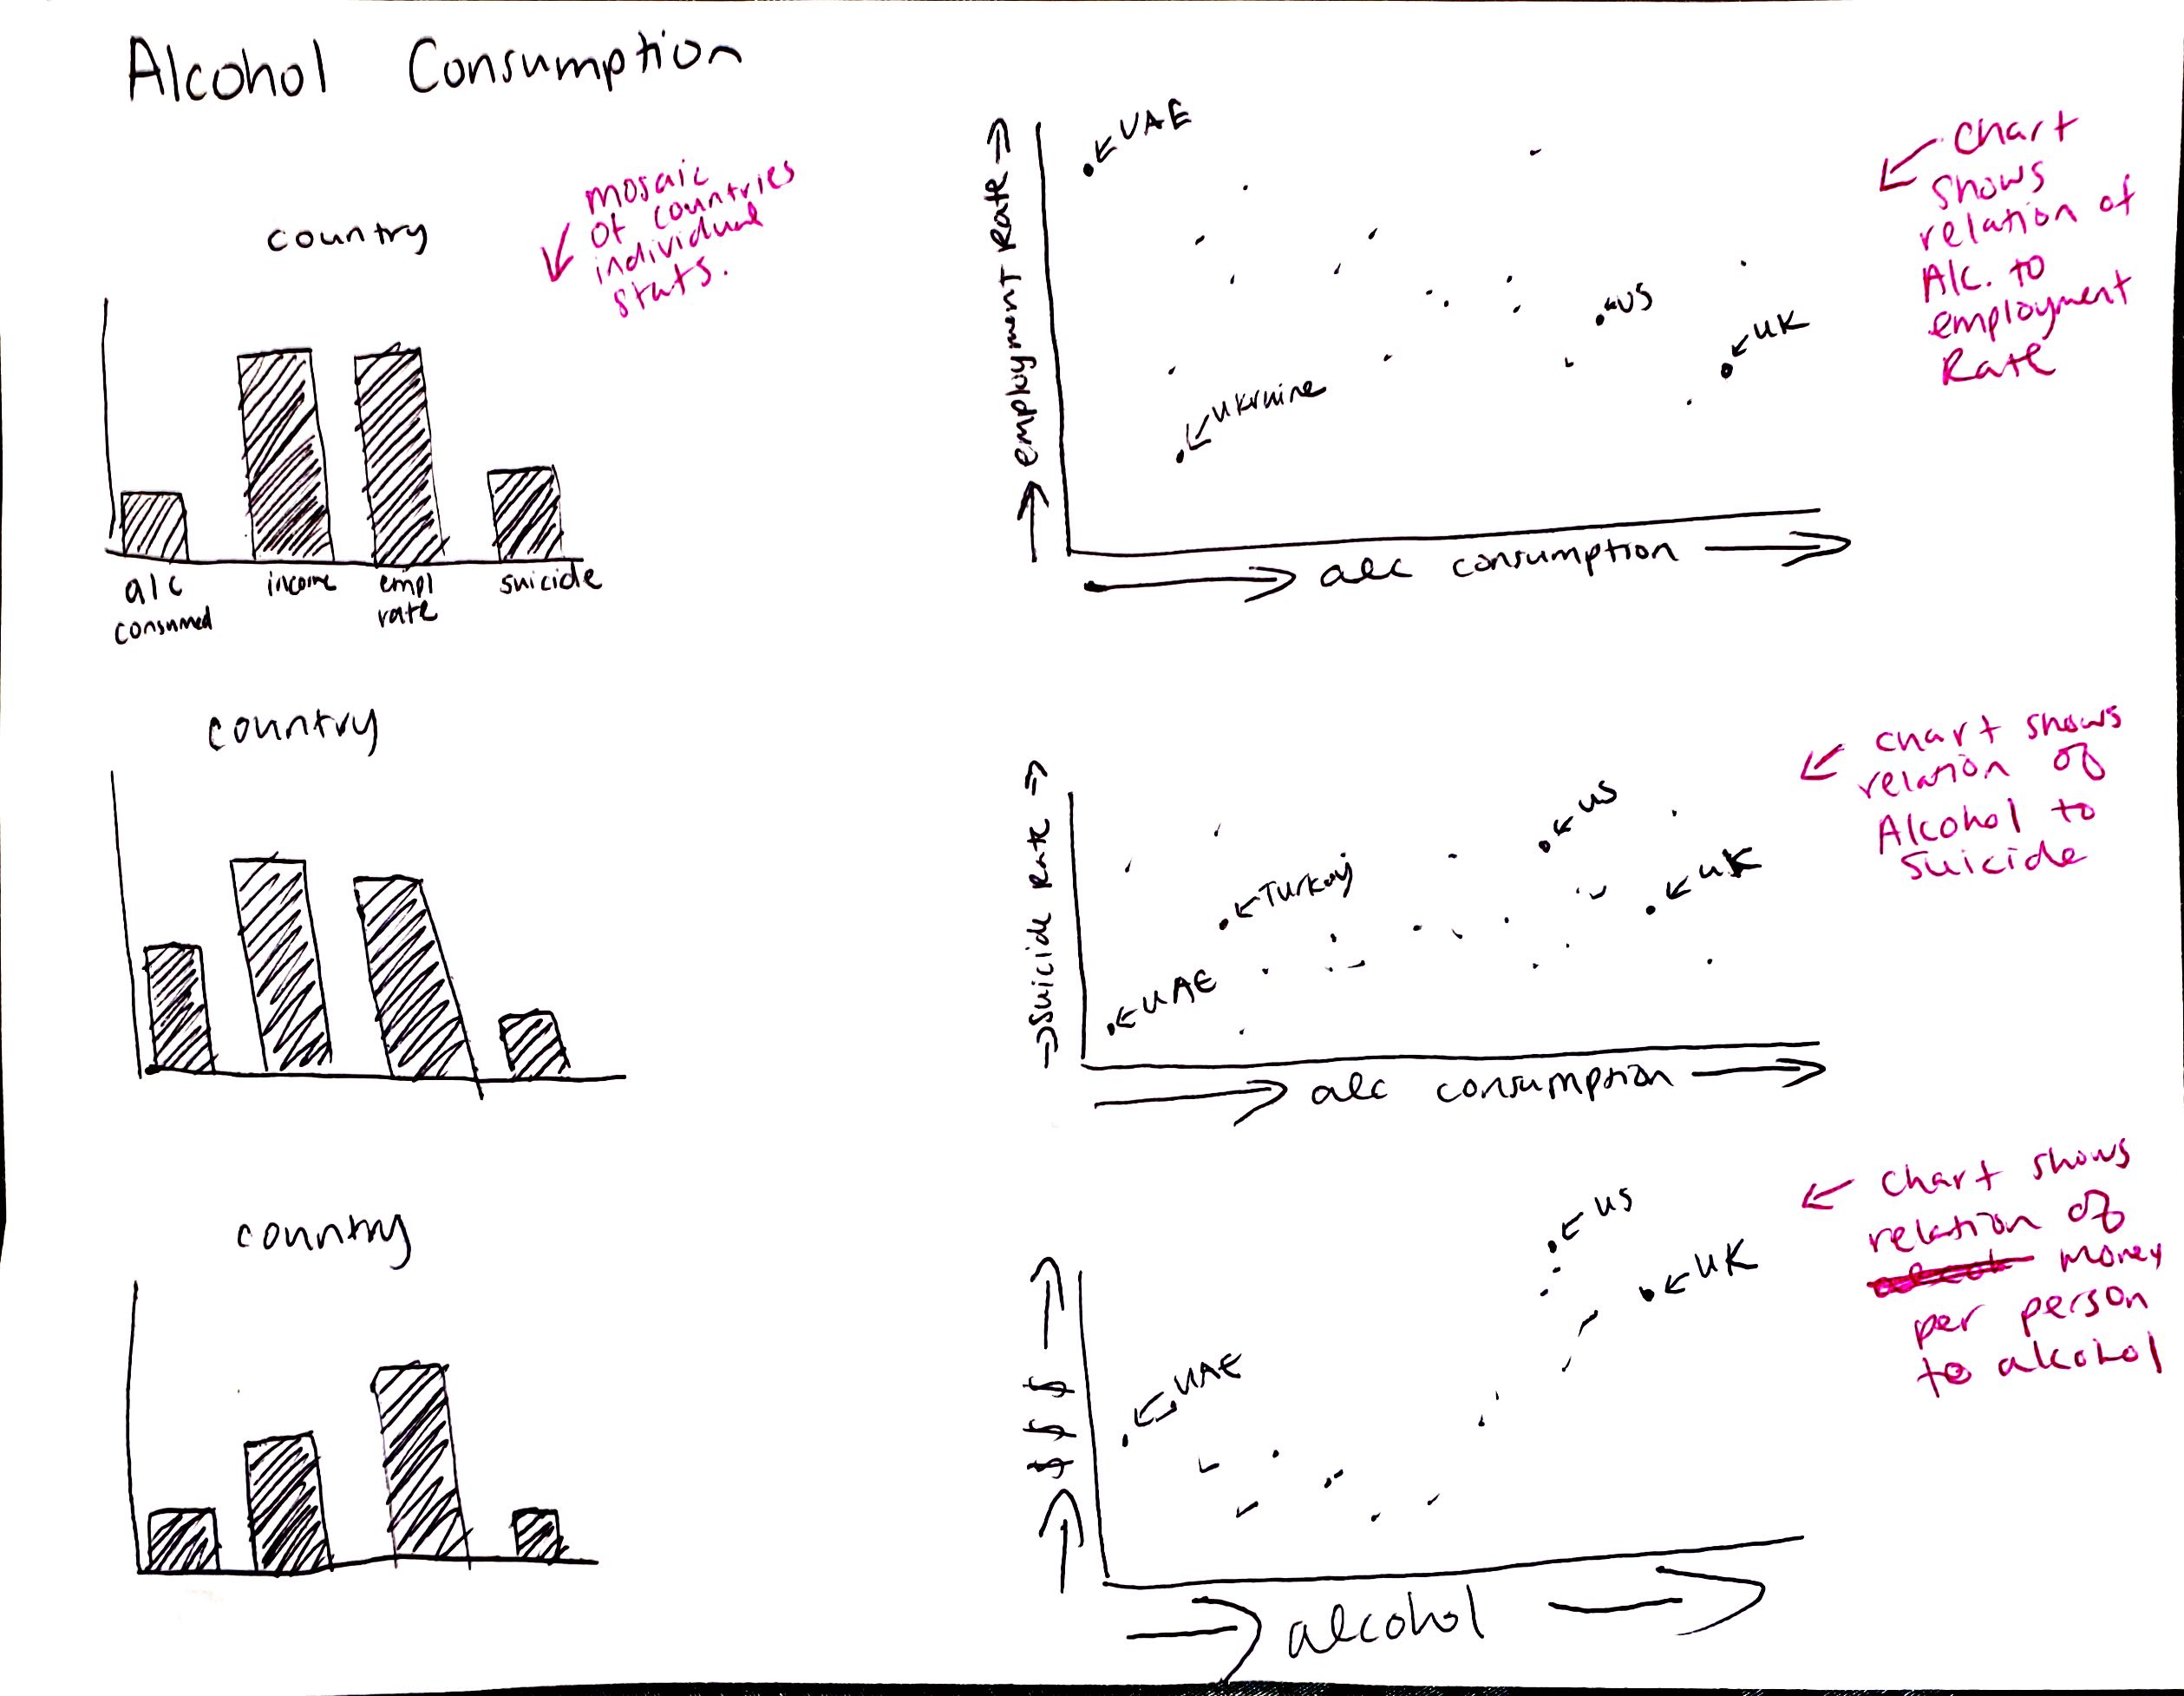 Alcohol Consumption
country
mosaic
of countries
individual
stats.
alc
consumed
income
empl
rate
suicide
employment Rate
UAE
US
UK
Ukraine
alc consumption
Chart
shows
relation of
Alc. to
employment
Rate
country
Suicide Rate
US
Turkey
UK
UAE
alc consumption
chart shows
relation of
Alcohol to
suicide
country
$ $ $
US
UK
UAE
alcohol
Chart shows
relation of
money
per person
to alcohol